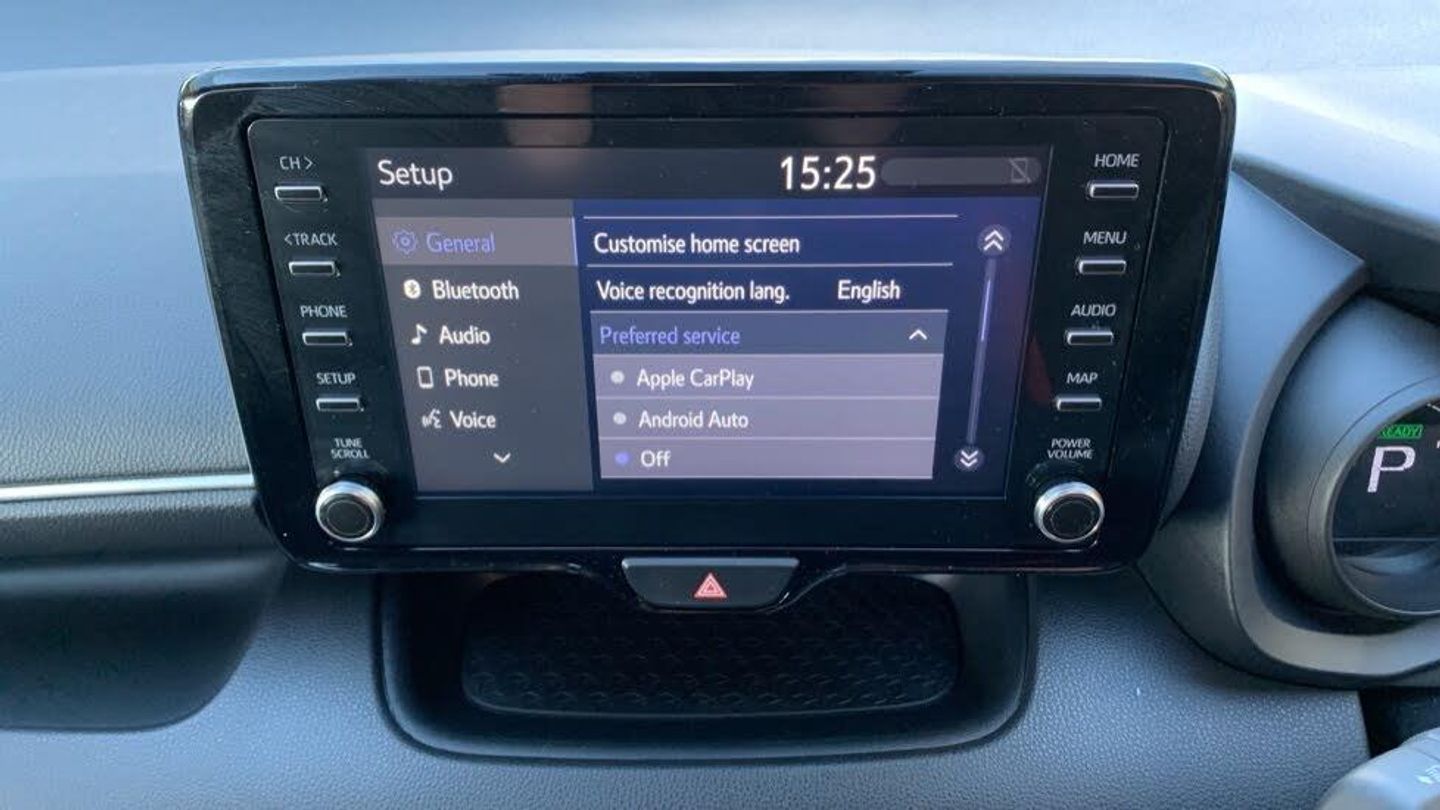 CH >
<TRACK
PHONE
SETUP
TUNE
SCROLL
Setup
15:25
General
Bluetooth
Audio
Phone
Voice
Customise home screen
Voice recognition lang. English
Preferred service
Apple CarPlay
Android Auto
Off
HOME
MENU
AUDIO
MAP
POWER
VOLUME
READY
P